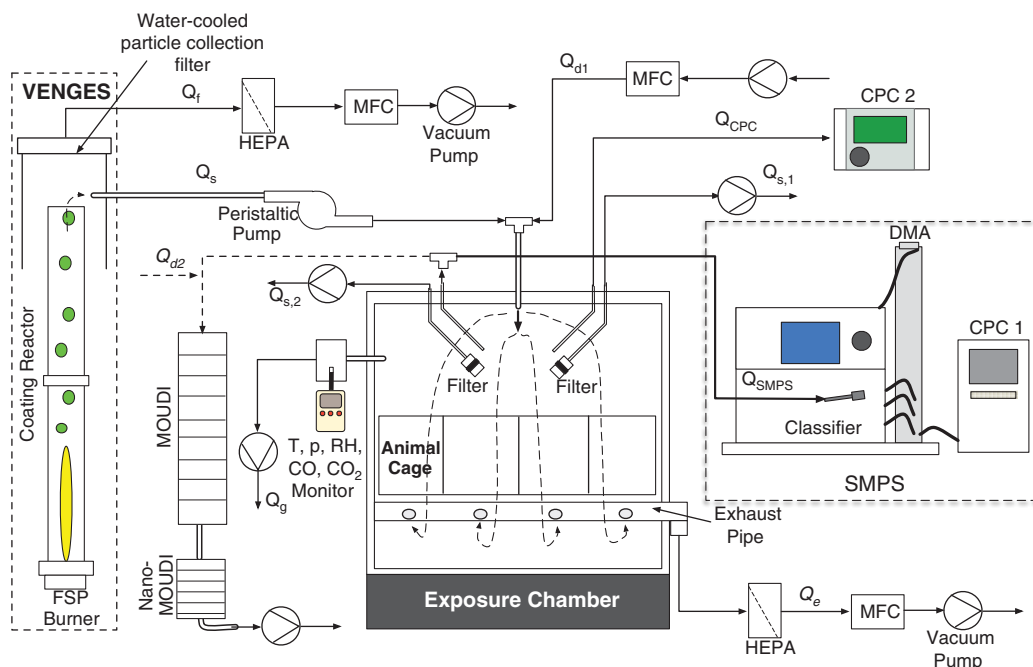 Water-cooled
particle collection
filter
VENGES
Q_f
HEPA
MFC
Vacuum
Pump
Q_d1
MFC
CPC 2
Q_CPC
Q_s,1
Q_s
Peristaltic
Pump
Coating Reactor
Q_d2
Q_s,2
DMA
CPC 1
Filter
Filter
Q_SMPS
Classifier
SMPS
MOUDI
T, p, RH,
CO, CO₂
Monitor
Q_g
Animal
Cage
Exhaust
Pipe
Nano-
MOUDI
FSP
Burner
Exposure Chamber
HEPA
Q_e
MFC
Vacuum
Pump